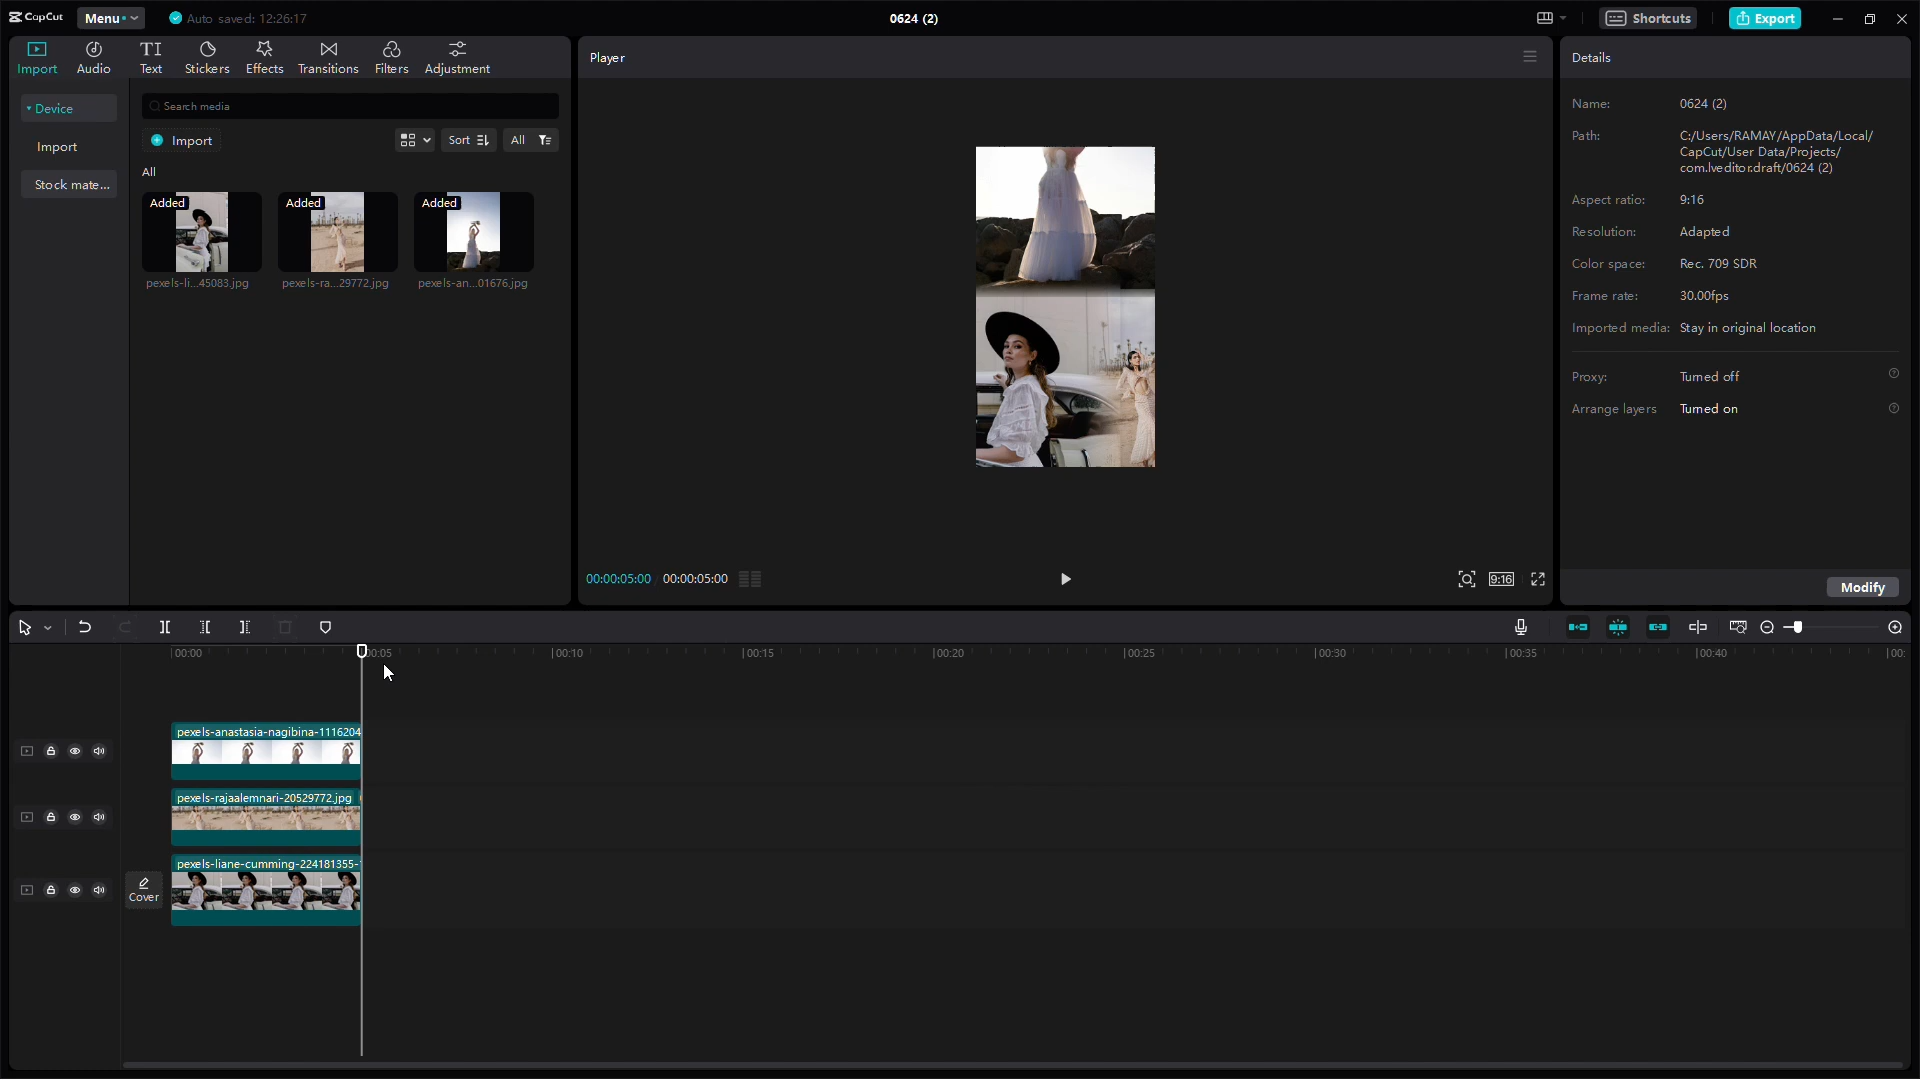 CapCut
Menu
Auto saved: 12:26:17
0624 (2)
Shortcuts
Export
Import
Audio
Text
Stickers
Effects
Transitions
Filters
Adjustment
Device
Import
Stock mate...
Search media
Import
Sort
All
All
Added
Added
Added
pexels-li...45083.jpg
pexels-ra...29772.jpg
pexels-an...01676.jpg
Player
00:00:05:00
00:00:05:00
9:16
Details
Name:
0624 (2)
Path:
C:/Users/RAMAY/AppData/Local/
CapCut/User Data/Projects/
com.lveditor.draft/0624 (2)
Aspect ratio:
9:16
Resolution:
Adapted
Color space:
Rec. 709 SDR
Frame rate:
30.00fps
Imported media:
Stay in original location
Proxy:
Turned off
Arrange layers
Turned on
Modify
00:00
00:05
00:10
00:15
00:20
00:25
00:30
00:35
00:40
00:
pexels-anastasia-nagibina-1116204
pexels-rajaalemnari-20529772.jpg
pexels-liane-cumming-224181355-
Cover